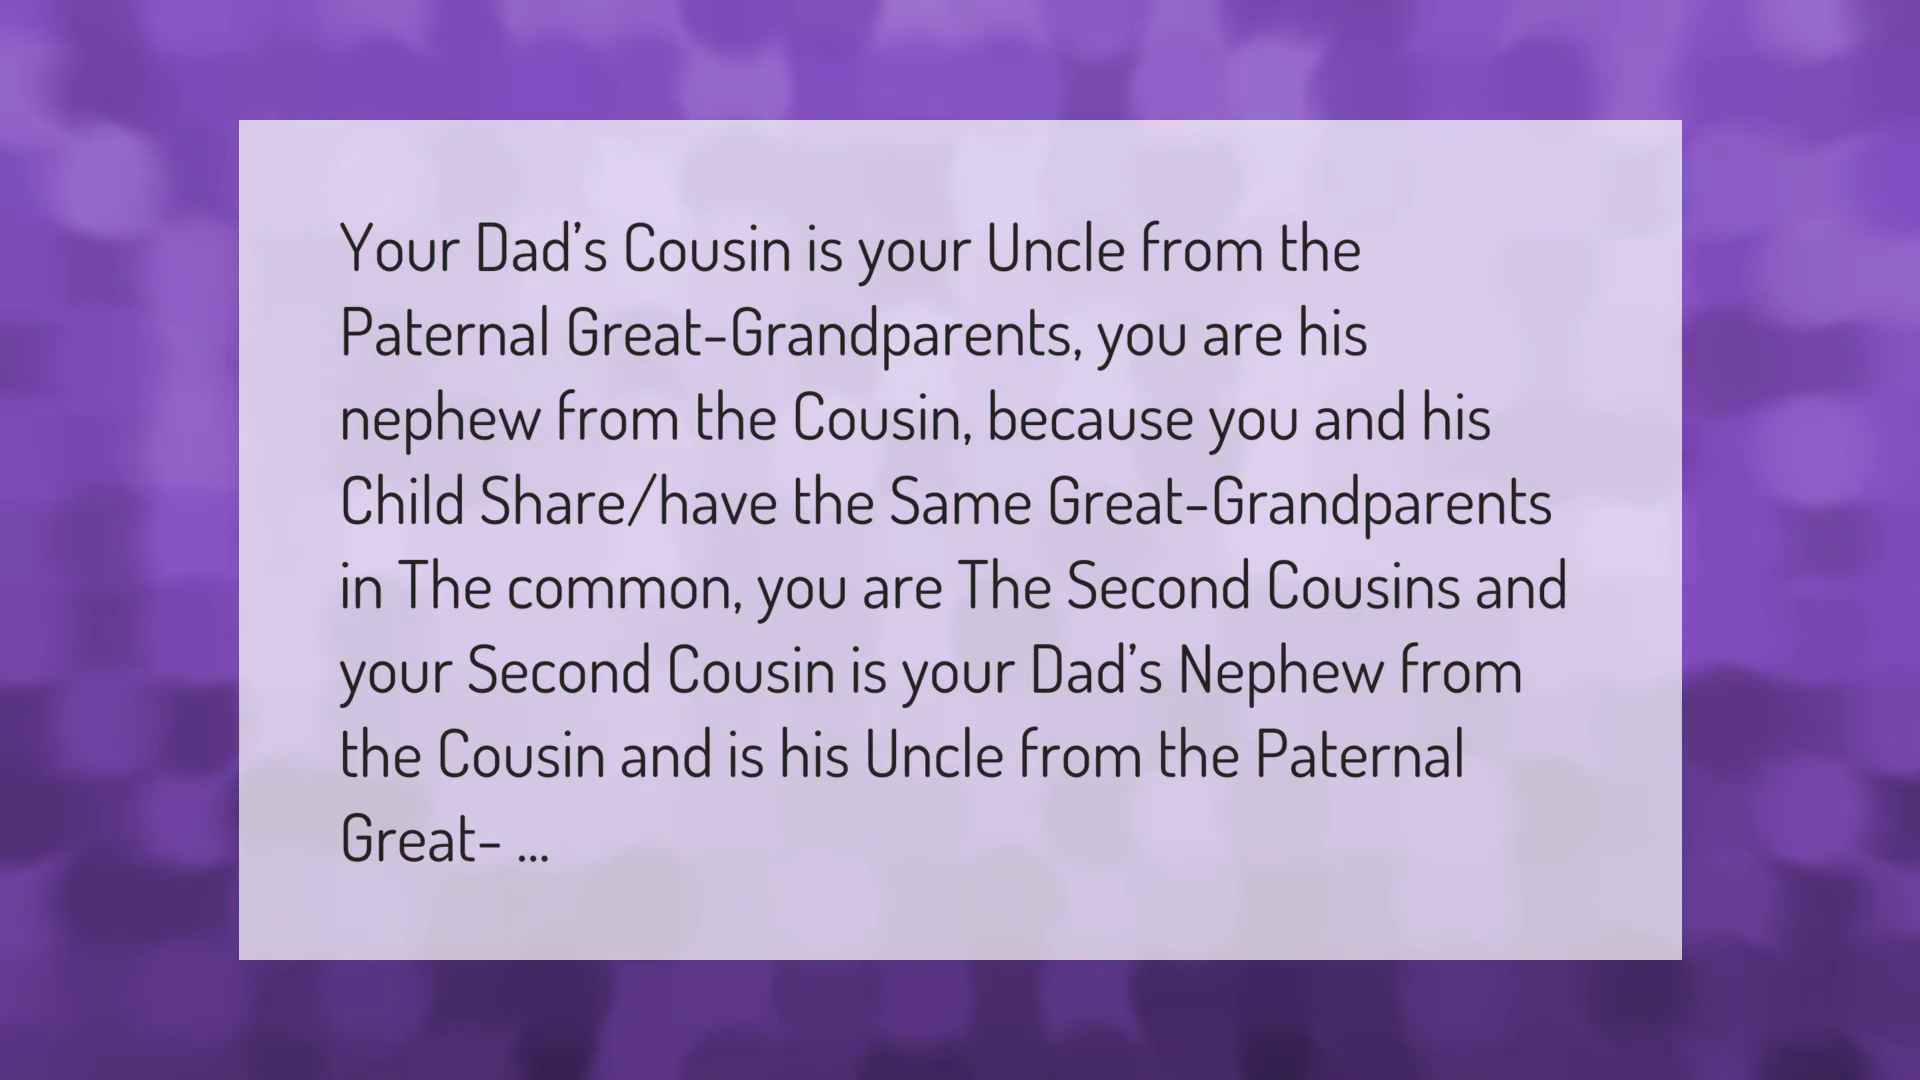 Your Dad’s Cousin is your Uncle from the
Paternal Great-Grandparents, you are his
nephew from the Cousin, because you and his
Child Share/have the Same Great-Grandparents
in The common, you are The Second Cousins and
your Second Cousin is your Dad’s Nephew from
the Cousin and is his Uncle from the Paternal
Great- ...